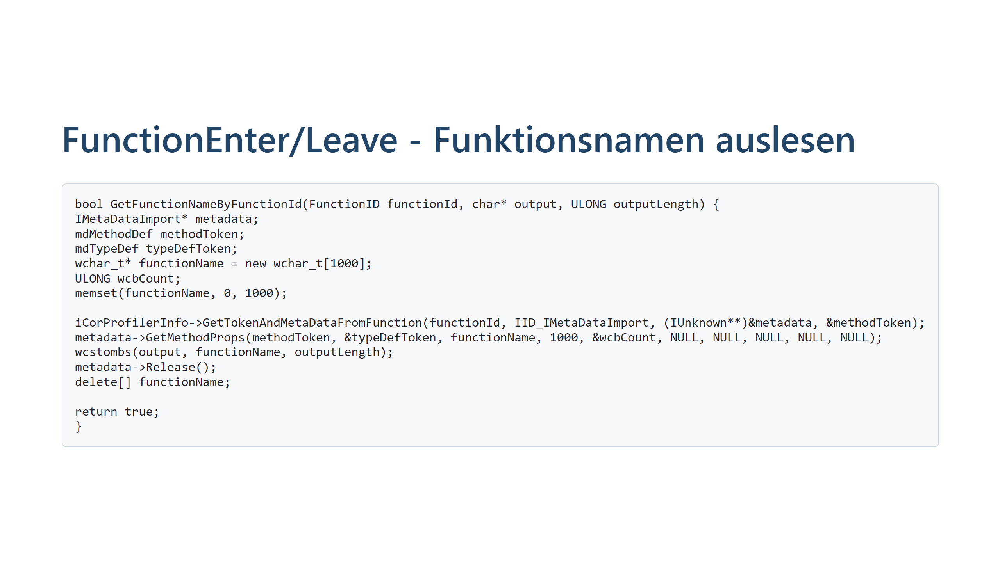 FunctionEnter/Leave - Funktionsnamen auslesen
bool GetFunctionNameByFunctionId(FunctionID functionId, char* output, ULONG outputLength) {
IMetaDataImport* metadata;
mdMethodDef methodToken;
mdTypeDef typeDefToken;
wchar_t* functionName = new wchar_t[1000];
ULONG wcbCount;
memset(functionName, 0, 1000);
iCorProfilerInfo->GetTokenAndMetaDataFromFunction(functionId, IID_IMetaDataImport, (IUnknown**)&metadata, &methodToken);
metadata->GetMethodProps(methodToken, &typeDefToken, functionName, 1000, &wcbCount, NULL, NULL, NULL, NULL, NULL);
wcstombs(output, functionName, outputLength);
metadata->Release();
delete[] functionName;
return true;
}